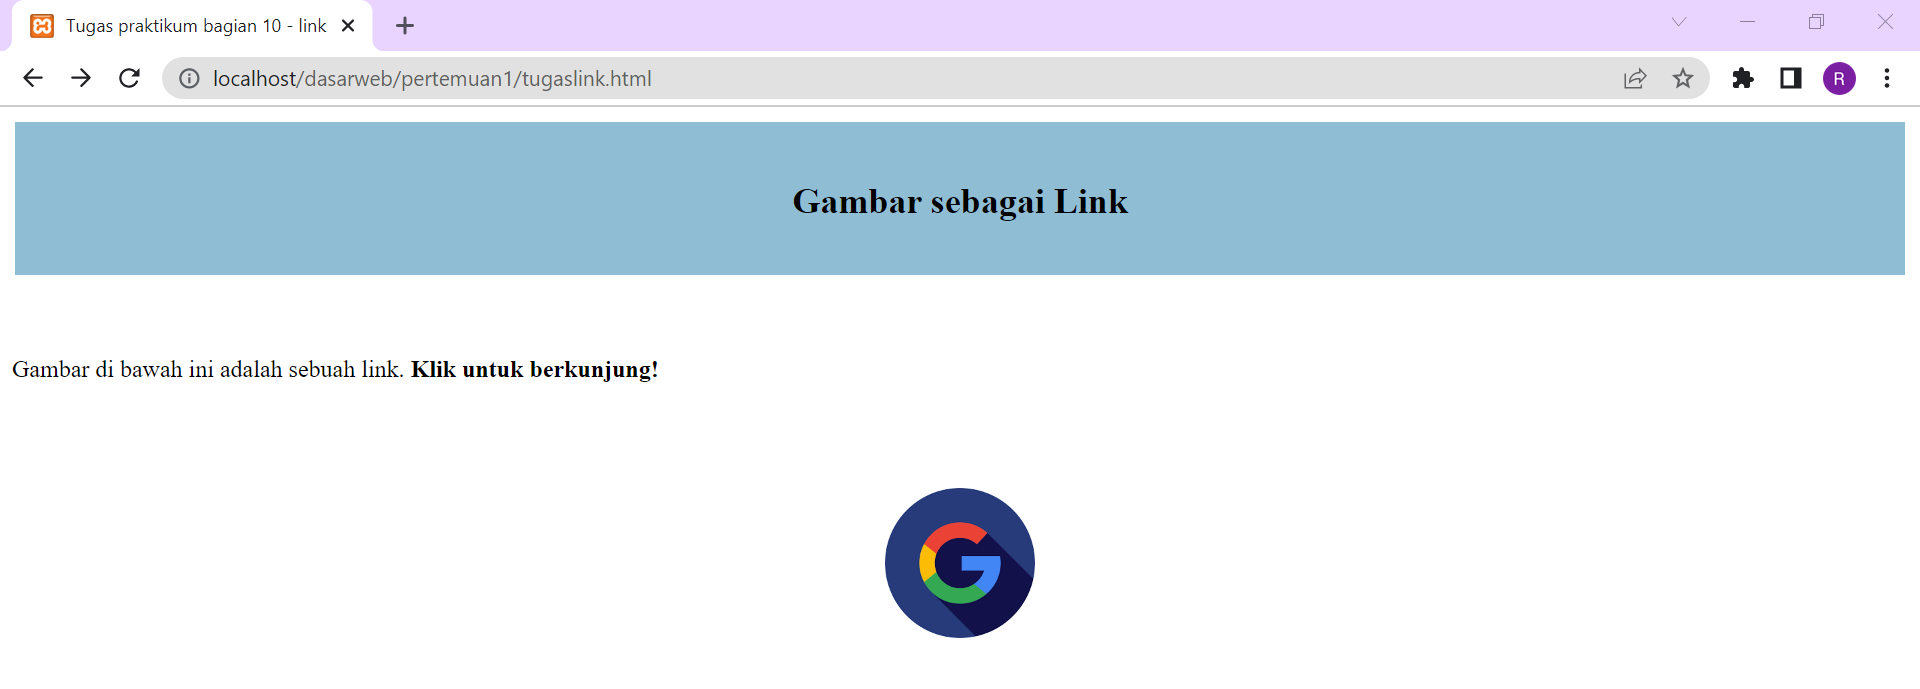 Tugas praktikum bagian 10 - link
localhost/dasarweb/pertemuan1/tugaslink.html
R
Gambar sebagai Link
Gambar di bawah ini adalah sebuah link. Klik untuk berkunjung!
G